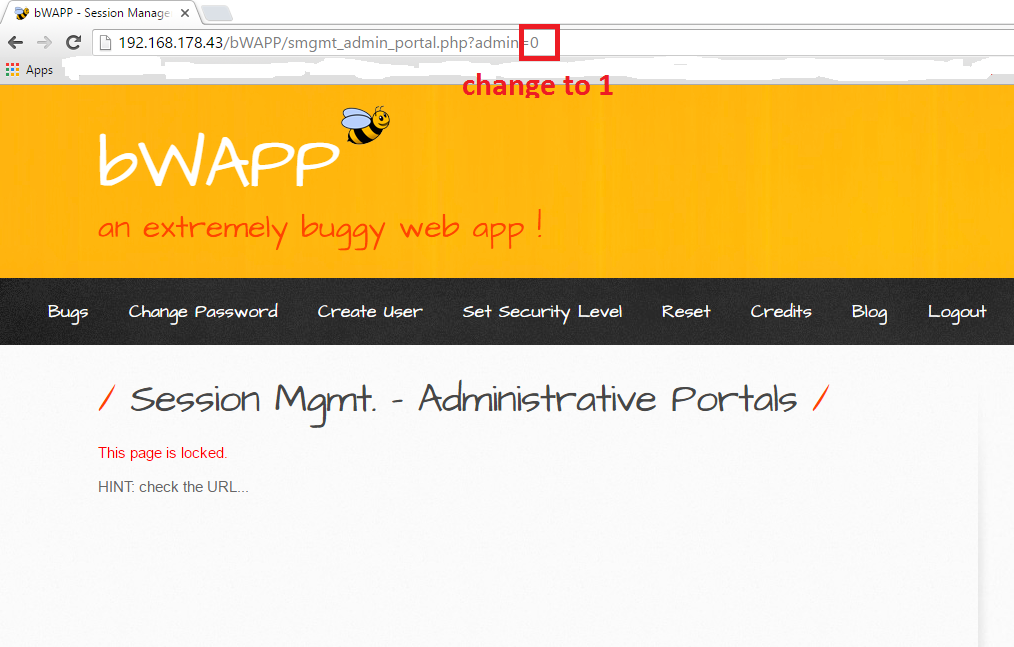 bWAPP - Session Manage
192.168.178.43/bWAPP/smgmt_admin_portal.php?admin=0
Apps
change to 1
bWAPP
an extremely buggy web app !
Bugs Change Password Create User Set Security Level Reset Credits Blog Logout
/ Session Mgmt. - Administrative Portals /
This page is locked.
HINT: check the URL...